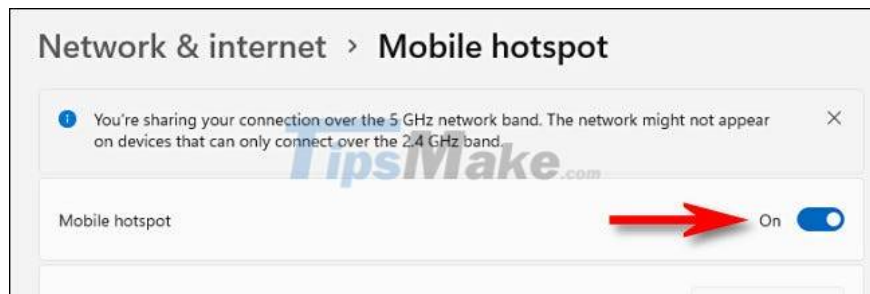 Network & internet > Mobile hotspot
You're sharing your connection over the 5 GHz network band. The network might not appear
on devices that can only connect over the 2.4 GHz band.
TipsMake.com
Mobile hotspot On